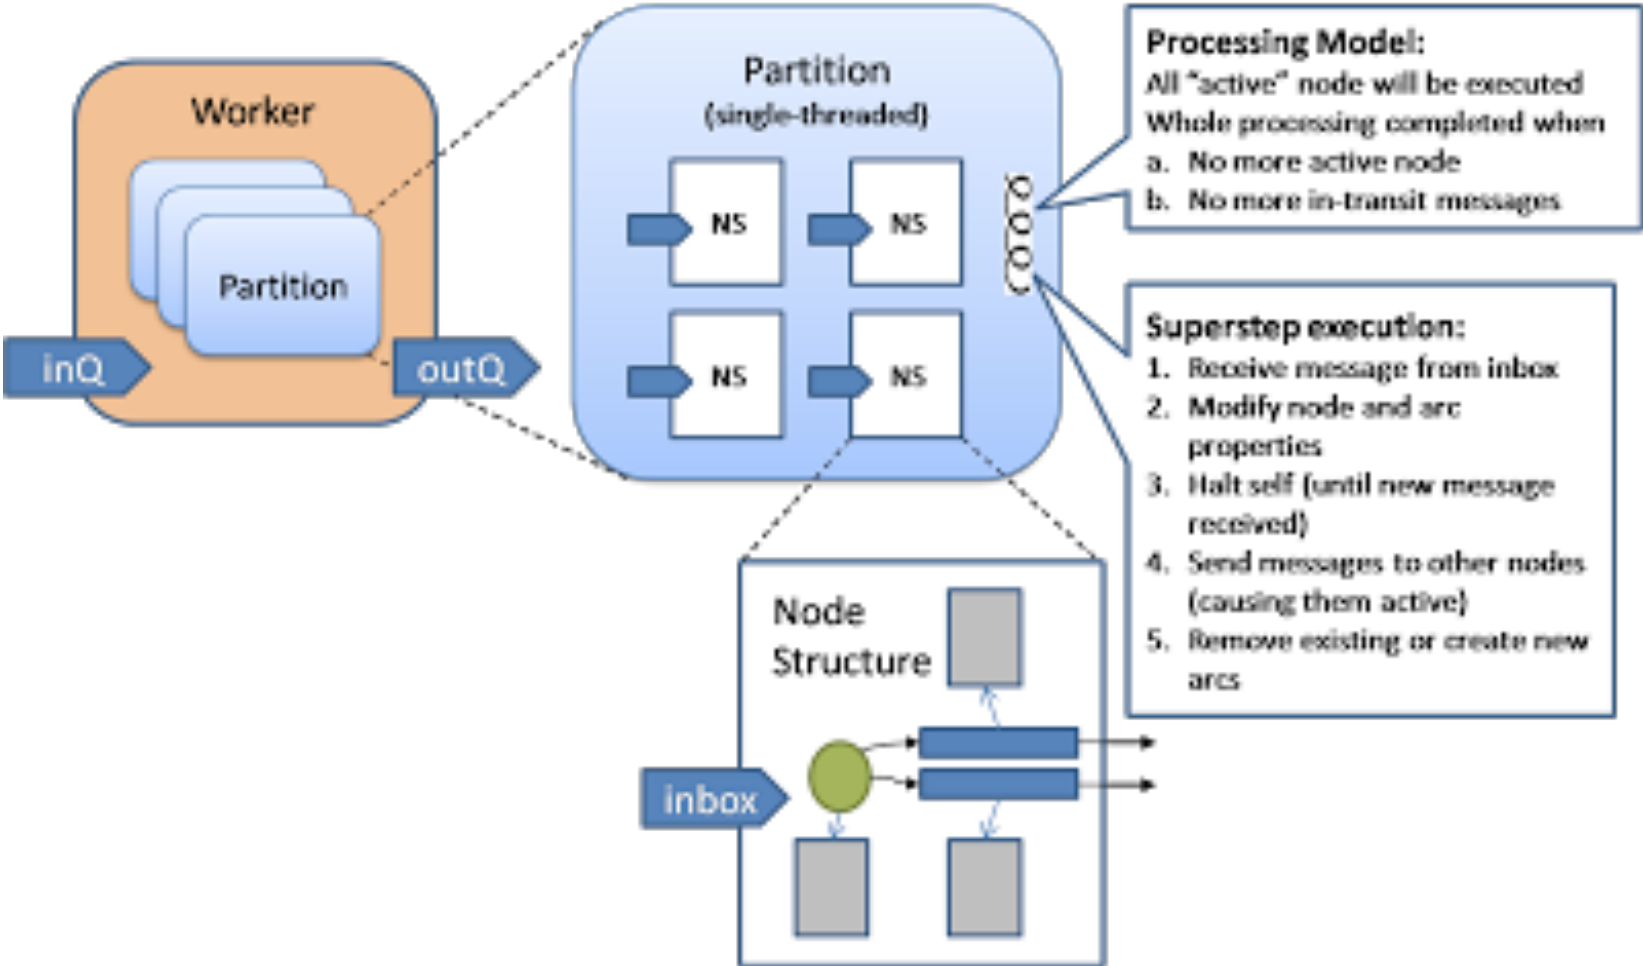 Worker
Partition
inQ
outQ
Partition
(single-threaded)
NS
NS
NS
NS
Processing Model:
All "active" node will be executed
Whole processing completed when
a. No more active node
b. No more in-transit messages
Superstep execution:
1. Receive message from inbox
2. Modify node and arc
properties
3. Halt self (until new message
received)
4. Send messages to other nodes
(causing them active)
5. Remove existing or create new
arcs
Node
Structure
inbox